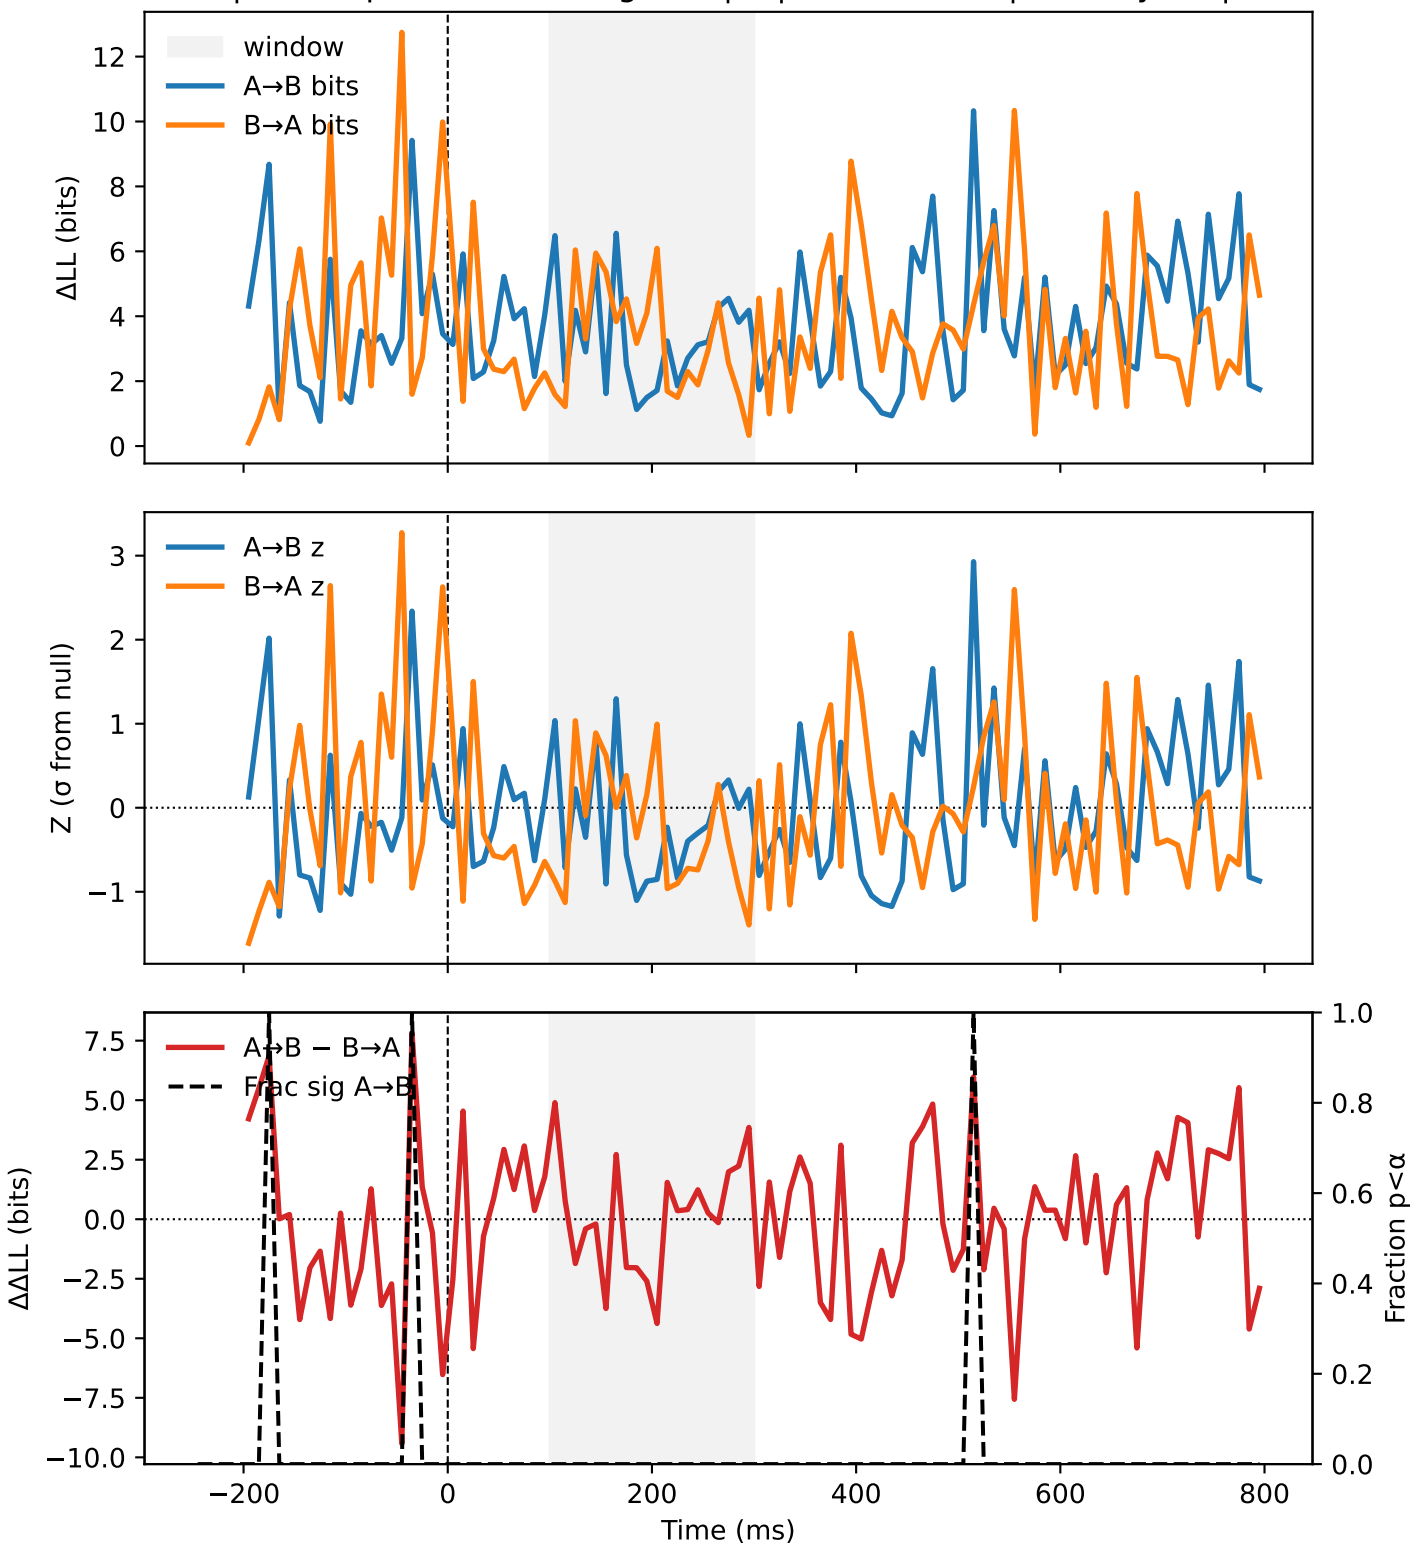 window
A→B bits
B→A bits
12
10
8
6
4
2
0
ΔLL (bits)
A→B z
B→A z
3
2
1
0
−1
Z (σ from null)
A→B − B→A
Frac sig A→B
7.5
5.0
2.5
0.0
−2.5
−5.0
−7.5
−10.0
ΔΔLL (bits)
1.0
0.8
0.6
0.4
0.2
0.0
Fraction p<α
−200 0 200 400 600 800
Time (ms)